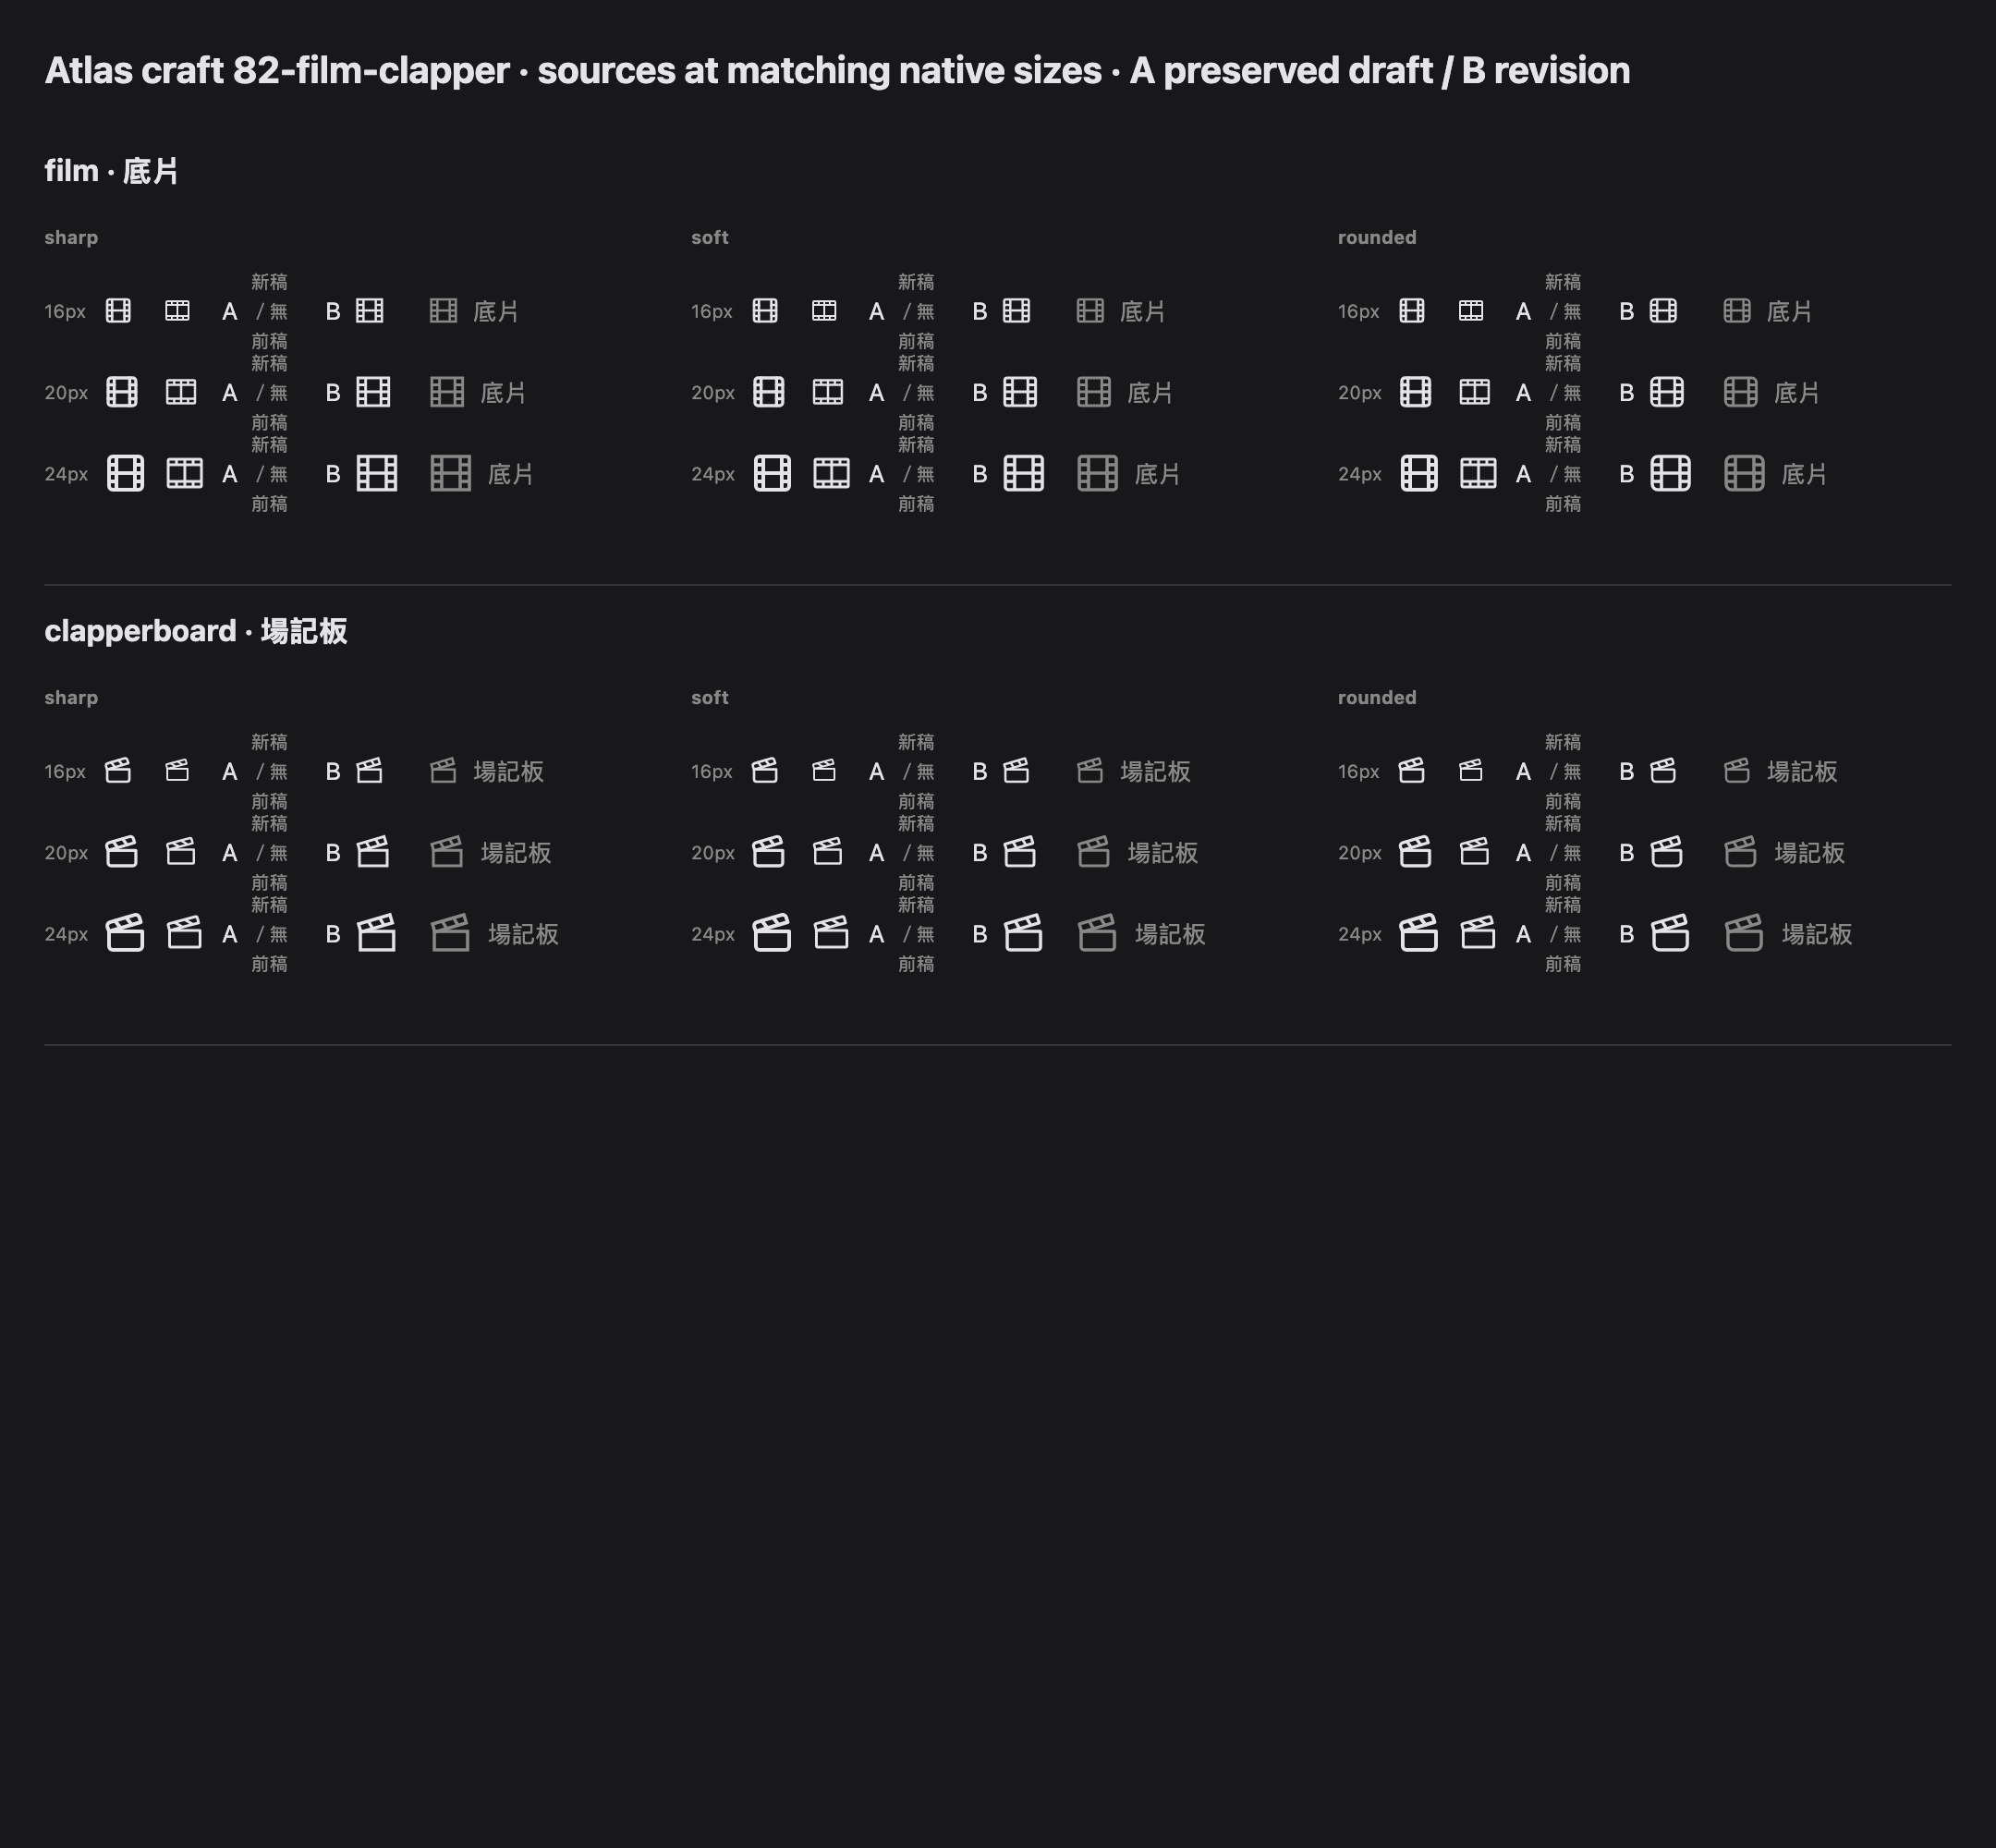 Atlas craft 82-film-clapper · sources at matching native sizes · A preserved draft / B revision
film · 底片
sharp
16px A 新稿 / 無前稿 B 底片
20px A 新稿 / 無前稿 B 底片
24px A 新稿 / 無前稿 B 底片
soft
16px A 新稿 / 無前稿 B 底片
20px A 新稿 / 無前稿 B 底片
24px A 新稿 / 無前稿 B 底片
rounded
16px A 新稿 / 無前稿 B 底片
20px A 新稿 / 無前稿 B 底片
24px A 新稿 / 無前稿 B 底片
clapperboard · 場記板
sharp
16px A 新稿 / 無前稿 B 場記板
20px A 新稿 / 無前稿 B 場記板
24px A 新稿 / 無前稿 B 場記板
soft
16px A 新稿 / 無前稿 B 場記板
20px A 新稿 / 無前稿 B 場記板
24px A 新稿 / 無前稿 B 場記板
rounded
16px A 新稿 / 無前稿 B 場記板
20px A 新稿 / 無前稿 B 場記板
24px A 新稿 / 無前稿 B 場記板